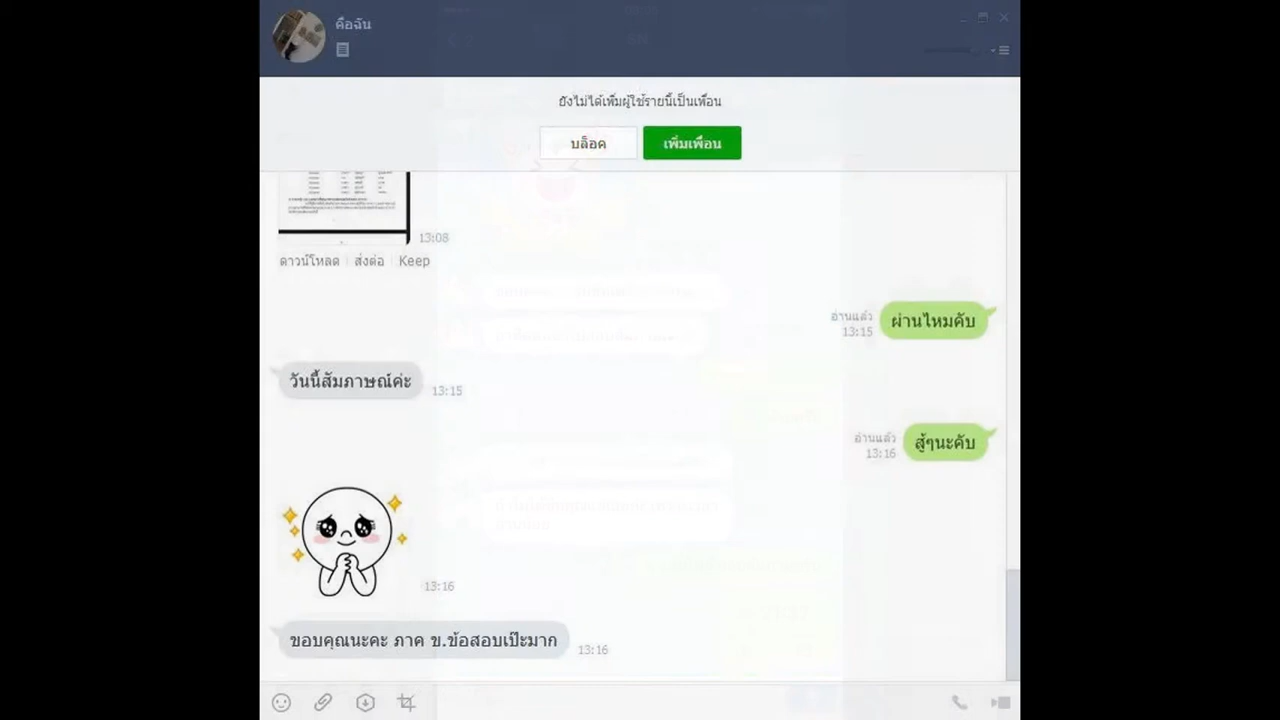 คือฉัน
ยังไม่ได้เพิ่มผู้ใช้รายนี้เป็นเพื่อน
บล็อค
เพิ่มเพื่อน
13:08
ดาวน์โหลด ส่งต่อ Keep
อ่านแล้ว
13:15
ผ่านไหมคับ
วันนี้สัมภาษณ์ค่ะ
13:15
อ่านแล้ว
13:16
สู้ๆนะคับ
13:16
ขอบคุณนะคะ ภาค ข.ข้อสอบเป๊ะมาก
13:16